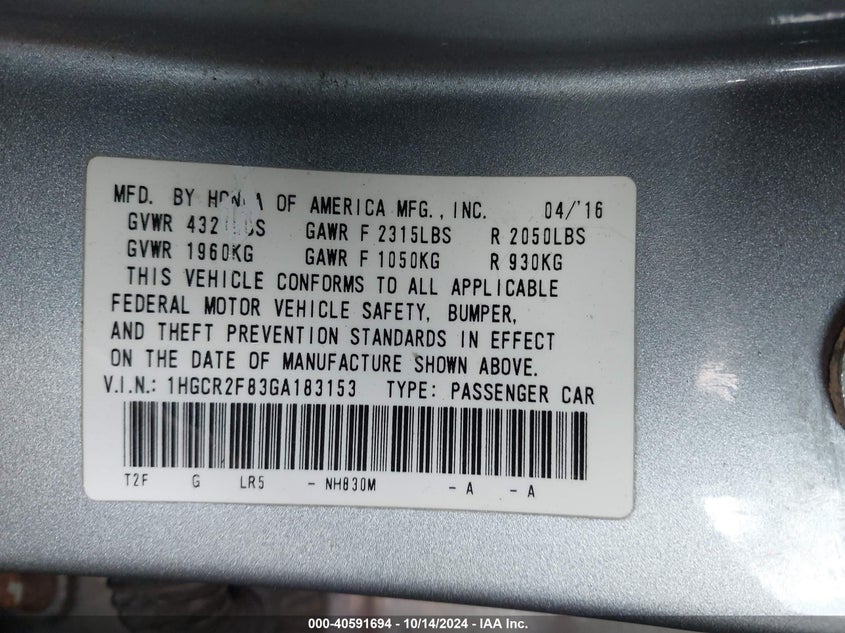 MFD. BY HONDA OF AMERICA MFG., INC. 04/'16
GVWR GAWR F 2315LBS R 2050LBS
GVWR 1960KG GAWR F 1050KG R 930KG
THIS VEHICLE CONFORMS TO ALL APPLICABLE
FEDERAL MOTOR VEHICLE SAFETY, BUMPER,
AND THEFT PREVENTION STANDARDS IN EFFECT
ON THE DATE OF MANUFACTURE SHOWN ABOVE.
V.I.N.: 1HGCR2F83GA183153 TYPE: PASSENGER CAR
T2F G LR5 - NH830M - A - A
000-40591694 - 10/14/2024 - IAA Inc.